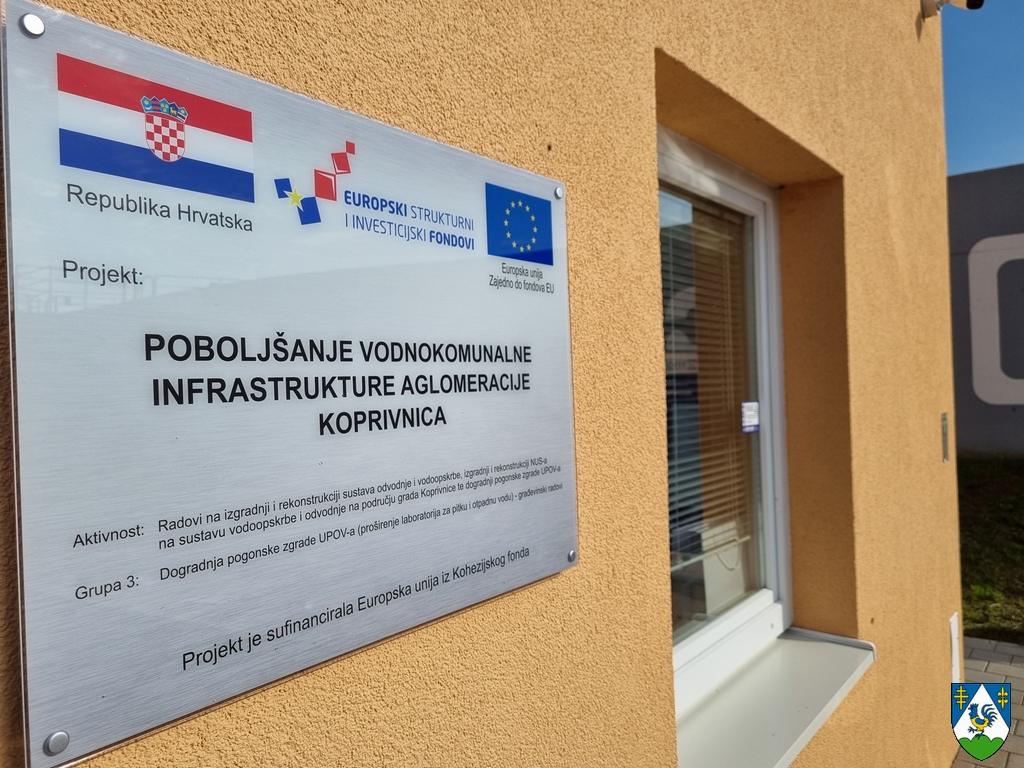 Republika Hrvatska
EUROPSKI STRUKTURNI
I INVESTICIJSKI FONDOVI
Europska unija
Zajedno do fondova EU
Projekt:
POBOLJŠANJE VODNOKOMUNALNE
INFRASTRUKTURE AGLOMERACIJE
KOPRIVNICA
Aktivnost: Radovi na izgradnji i rekonstrukciji sustava odvodnje i vodoopskrbe, izgradnji i rekonstrukciji NUS-a
na sustavu vodoopskrbe i odvodnje na području grada Koprivnice te dogradnji pogonske zgrade UPOV-a
Grupa 3: Dogradnja pogonske zgrade UPOV-a (proširenje laboratorija za pitku i otpadnu vodu) - građevinski radovi
Projekt je sufinancirala Europska unija iz Kohezijskog fonda